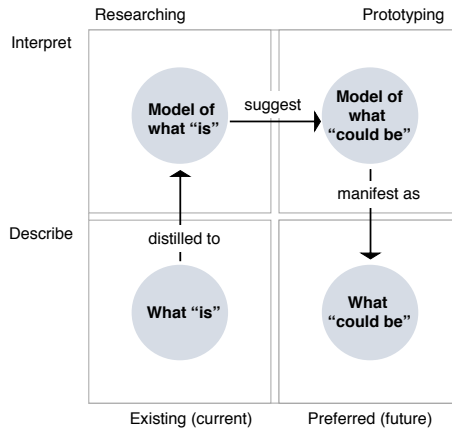 Researching
Prototyping
Interpret
Model of
what “is”
suggest
Model of
what
“could be”
manifest as
Describe
distilled to
What “is”
What
“could be”
Existing (current)
Preferred (future)